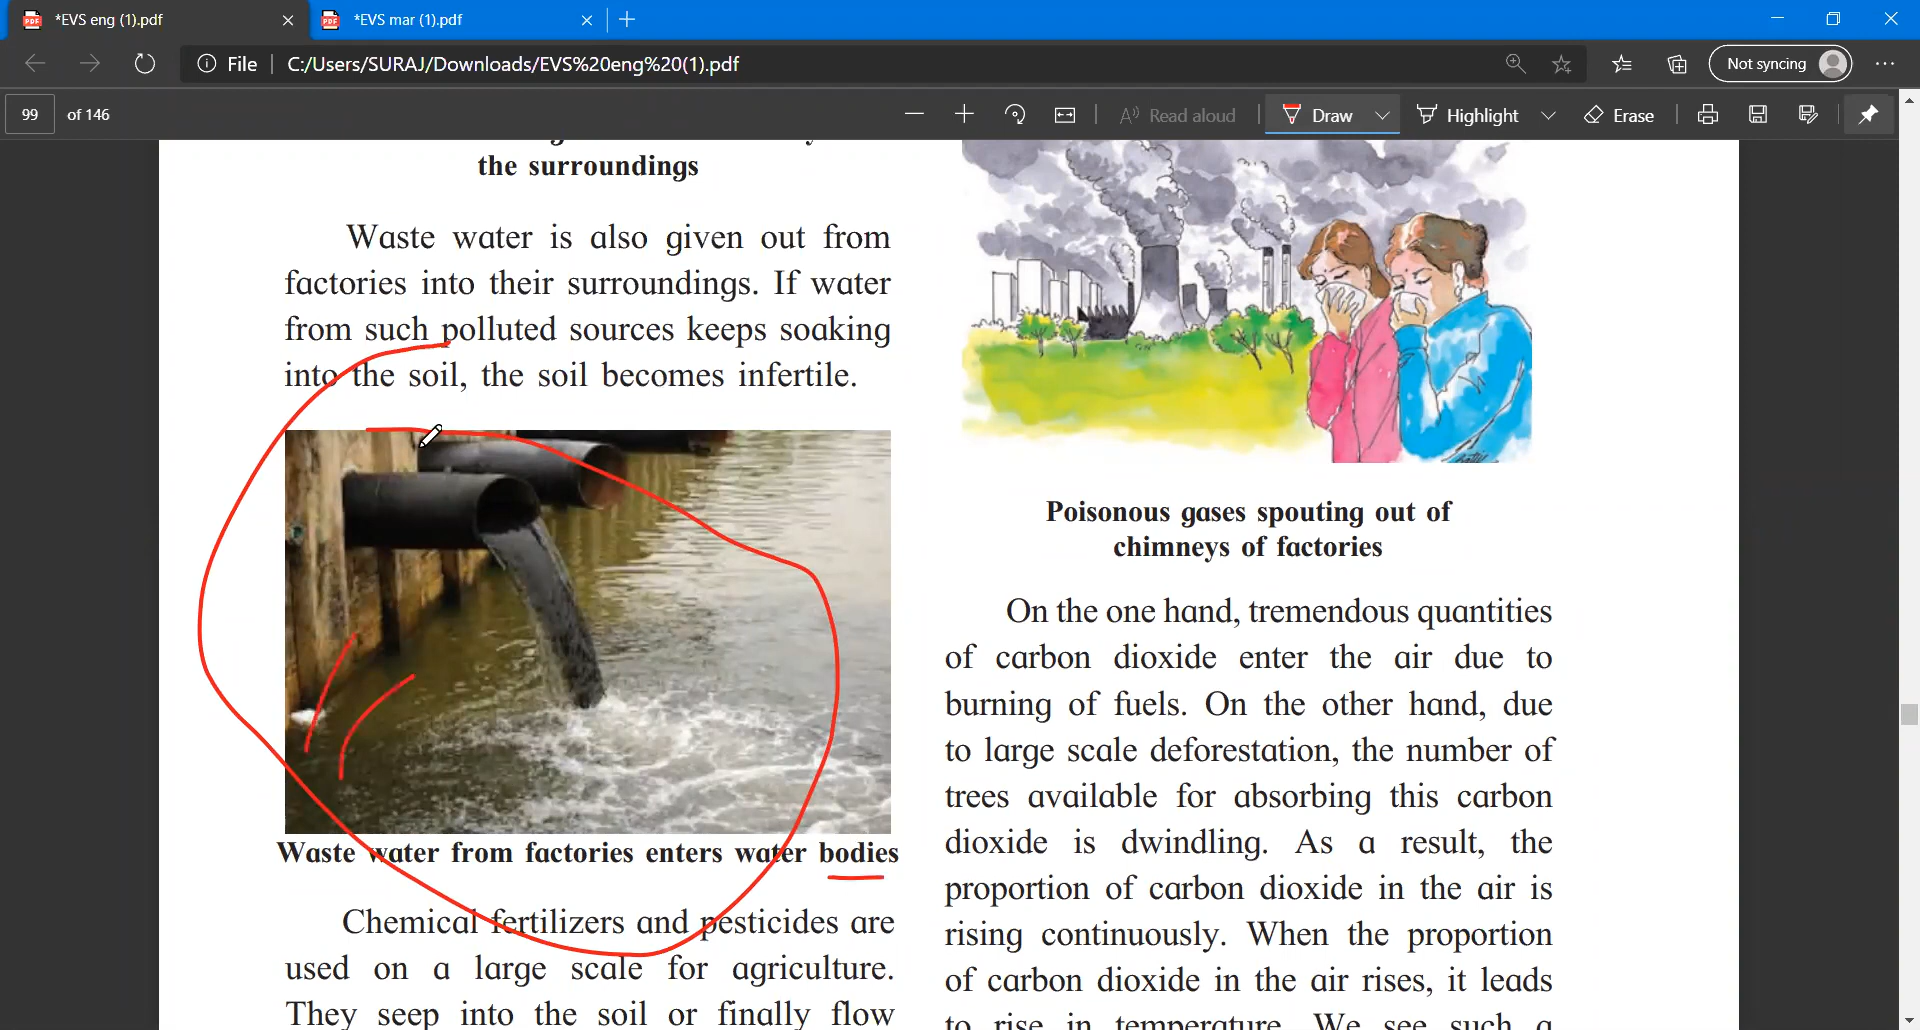 *EVS eng (1).pdf
*EVS mar (1).pdf
File
C:/Users/SURAJ/Downloads/EVS%20eng%20(1).pdf
Not syncing
99 of 146
Read aloud
Draw
Highlight
Erase
the surroundings
Waste water is also given out from
factories into their surroundings. If water
from such polluted sources keeps soaking
into the soil, the soil becomes infertile.
Waste water from factories enters water bodies
Chemical fertilizers and pesticides are
used on a large scale for agriculture.
They seep into the soil or finally flow
Poisonous gases spouting out of
chimneys of factories
On the one hand, tremendous quantities
of carbon dioxide enter the air due to
burning of fuels. On the other hand, due
to large scale deforestation, the number of
trees available for absorbing this carbon
dioxide is dwindling. As a result, the
proportion of carbon dioxide in the air is
rising continuously. When the proportion
of carbon dioxide in the air rises, it leads
to rise in temperature. We see such a